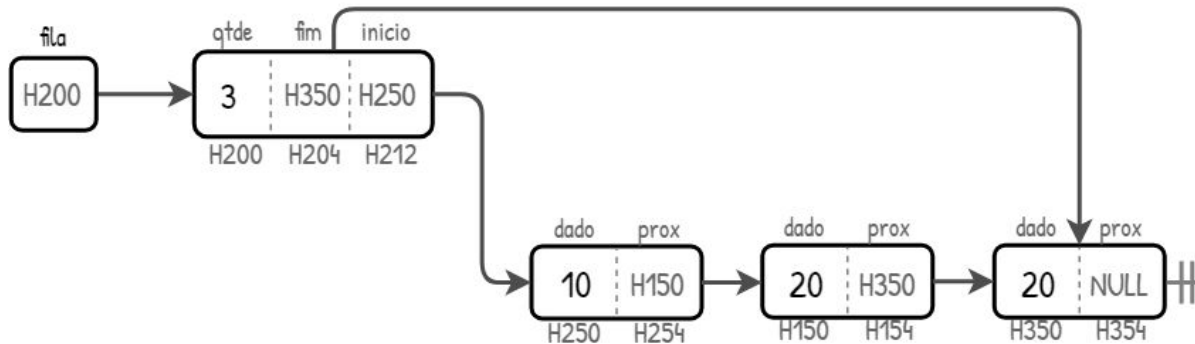 fila
qtde fim inicio
H200
3 H350 H250
H200 H204 H212
dado prox
10 H150
H250 H254
dado prox
20 H350
H150 H154
dado prox
20 NULL
H350 H354